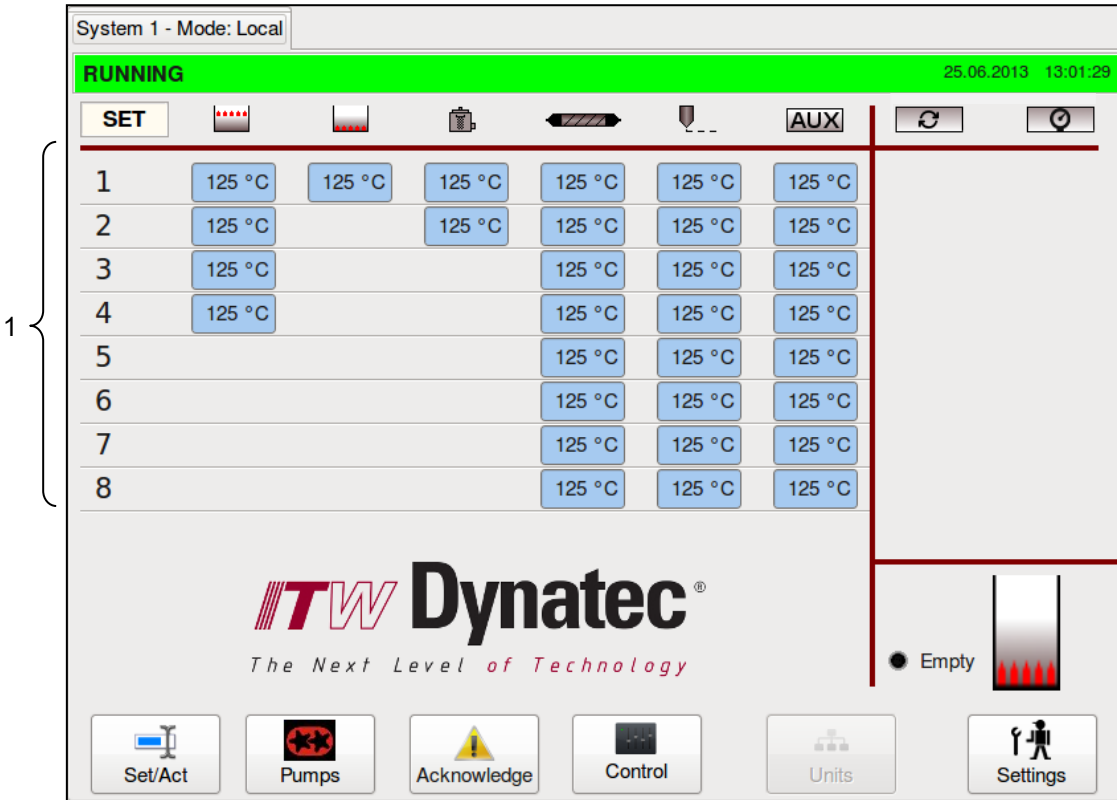 System 1 - Mode: Local
RUNNING 25.06.2013 13:01:29
SET AUX
1 125 °C 125 °C 125 °C 125 °C 125 °C 125 °C
2 125 °C 125 °C 125 °C 125 °C 125 °C
3 125 °C 125 °C 125 °C 125 °C
4 125 °C 125 °C 125 °C 125 °C
5 125 °C 125 °C 125 °C
6 125 °C 125 °C 125 °C
7 125 °C 125 °C 125 °C
8 125 °C 125 °C 125 °C
1
ITW Dynatec®
The Next Level of Technology
Empty
Set/Act Pumps Acknowledge Control Units Settings